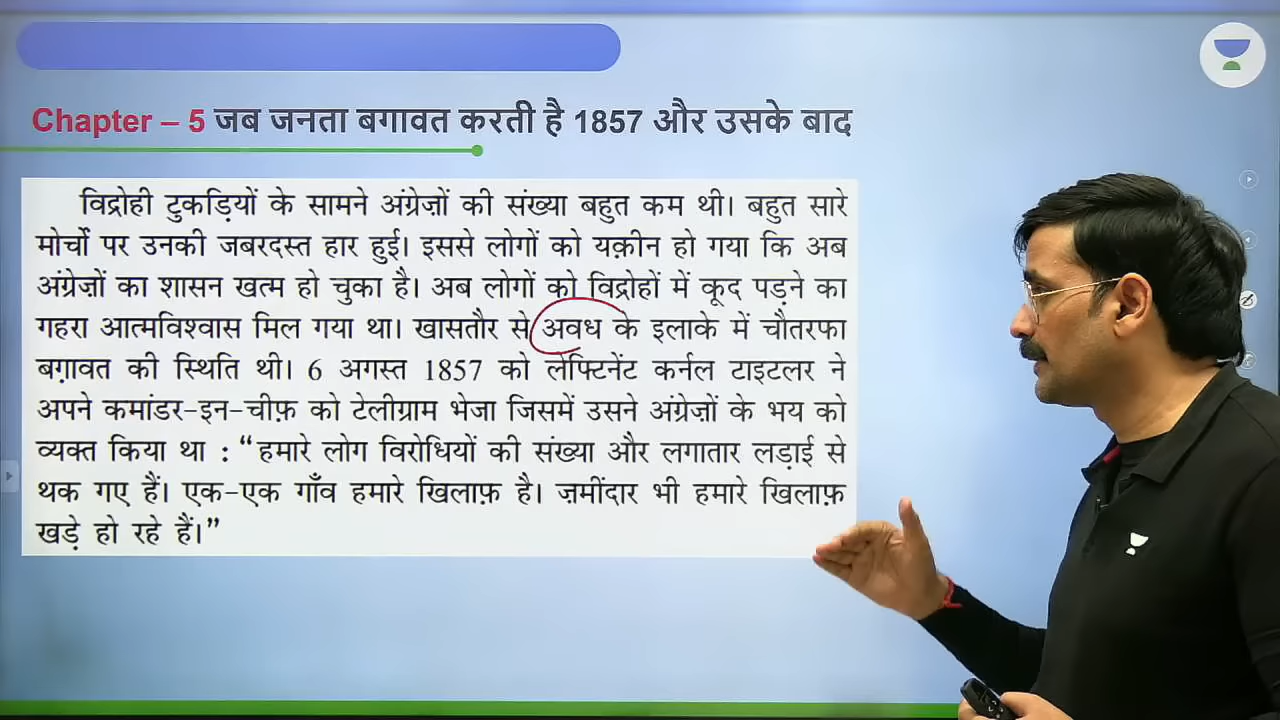 Chapter – 5 जब जनता बगावत करती है 1857 और उसके बाद
विद्रोही टुकड़ियों के सामने अंग्रेज़ों की संख्या बहुत कम थी। बहुत सारे
मोर्चों पर उनकी जबरदस्त हार हुई। इससे लोगों को यक़ीन हो गया कि अब
अंग्रेज़ों का शासन खत्म हो चुका है। अब लोगों को विद्रोहों में कूद पड़ने का
गहरा आत्मविश्वास मिल गया था। खासतौर से अवध के इलाके में चौतरफा
बग़ावत की स्थिति थी। 6 अगस्त 1857 को लेफ्टिनेंट कर्नल टाइटलर ने
अपने कमांडर-इन-चीफ़ को टेलीग्राम भेजा जिसमें उसने अंग्रेज़ों के भय को
व्यक्त किया था : “हमारे लोग विरोधियों की संख्या और लगातार लड़ाई से
थक गए हैं। एक-एक गाँव हमारे खिलाफ़ है। ज़मींदार भी हमारे खिलाफ़
खड़े हो रहे हैं।”